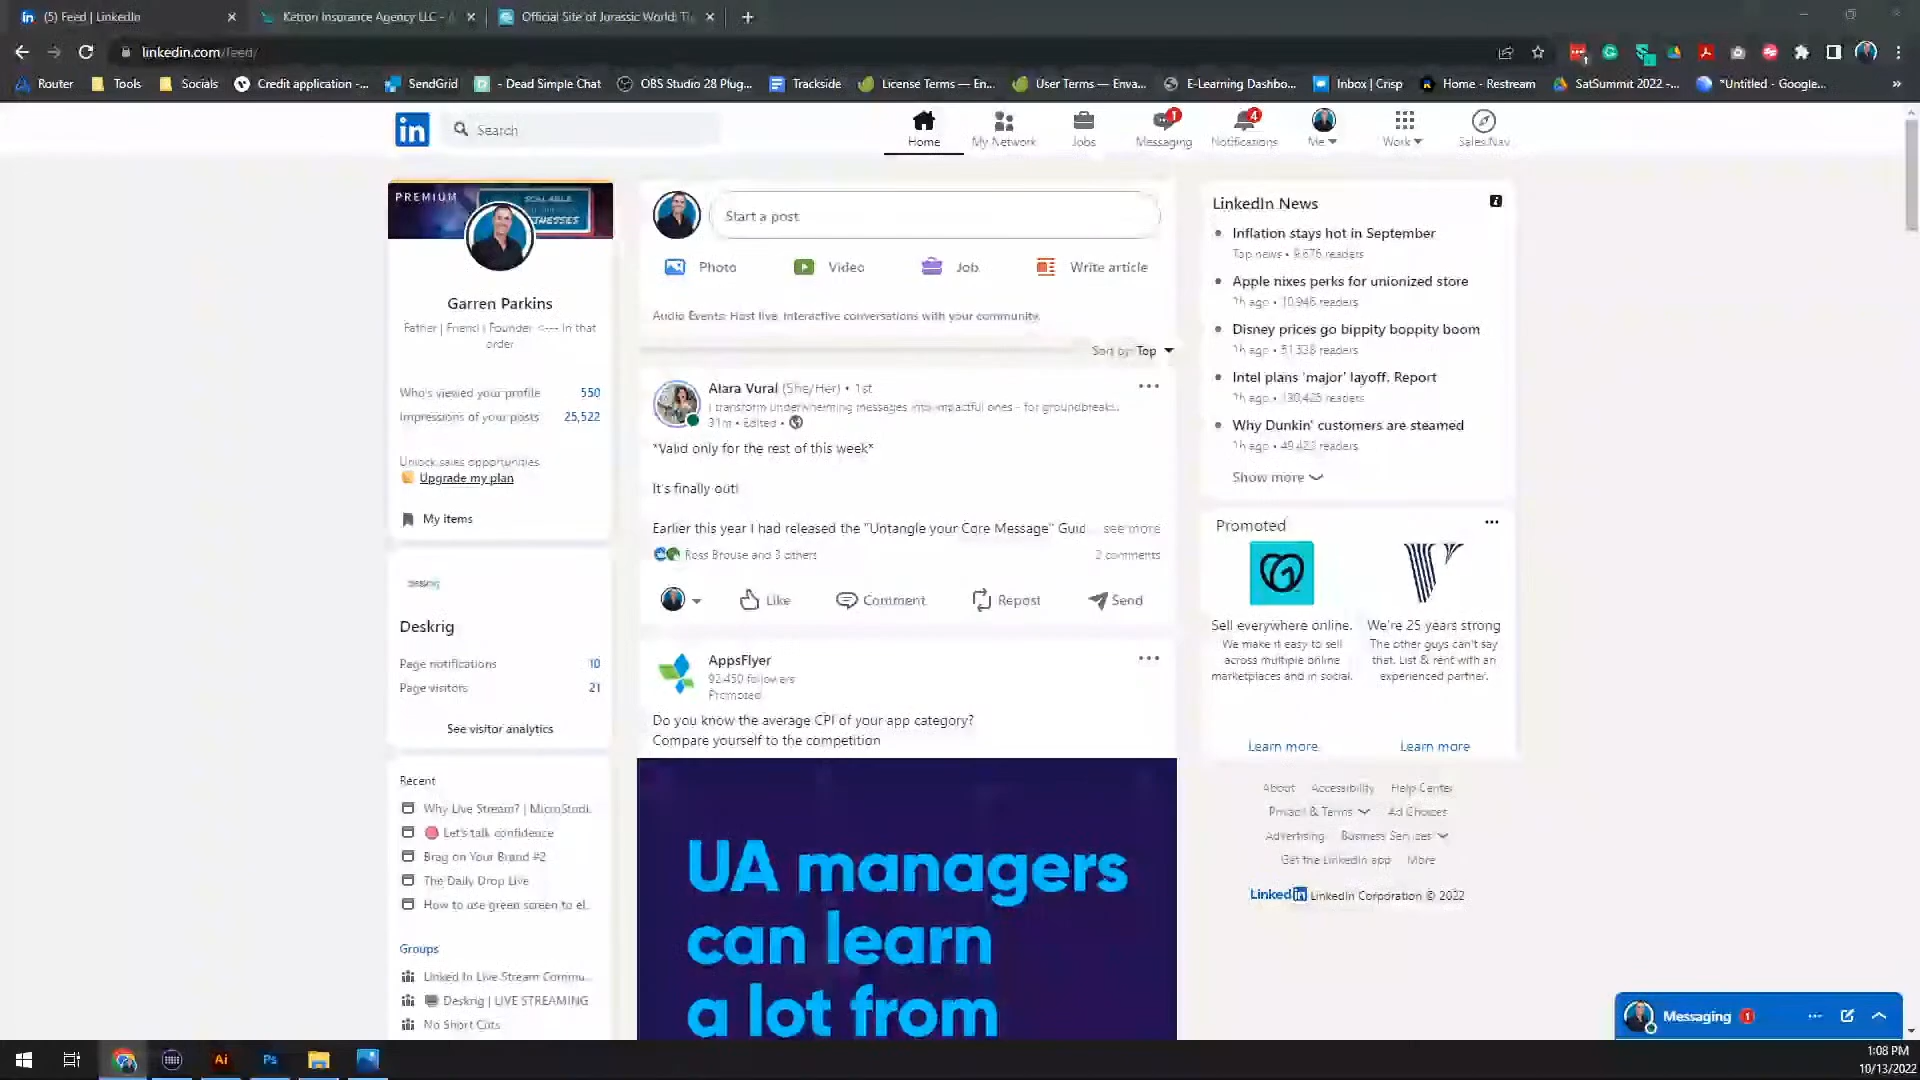 (5) Feed | LinkedIn
Ketron Insurance Agency LLC -
Official Site of Jurassic World: Th
linkedin.com/feed/
Router
Tools
Socials
Credit application -...
SendGrid
- Dead Simple Chat
OBS Studio 28 Plug...
Trackside
License Terms — En...
User Terms — Enva...
E-Learning Dashbo...
Inbox | Crisp
Home - Restream
SatSummit 2022 -...
*Untitled - Google...
»
in
Search
Home
My Network
Jobs
1
Messaging
4
Notifications
Me
Work
Sales Nav
PREMIUM
SCALABLE
Garren Parkins
Father | Friend | Founder <--- In that
order
Who's viewed your profile 550
Impressions of your posts 25,522
Unlock sales opportunities
Upgrade my plan
My items
Deskrig
Page notifications 10
Page visitors 21
See visitor analytics
Recent
Why Live Stream? | MicroStudi..
Let's talk confidence
Brag on Your Brand #2
The Daily Drop Live
How to use green screen to el..
Groups
Linked In Live Stream Commu...
Deskrig | LIVE STREAMING
No Short Cuts
Start a post
Photo
Video
Job
Write article
Audio Events: Host live, interactive conversations with your community.
Sort by: Top
Alara Vural (She/Her) • 1st
I transform underwhelming messages into impactful ones - for groundbreak...
31m • Edited •
*Valid only for the rest of this week*
It's finally out!
Earlier this year I had released the "Untangle your Core Message" Guid... see more
Ross Brouse and 3 others
2 comments
Like
Comment
Repost
Send
AppsFlyer
92,450 followers
Promoted
Do you know the average CPI of your app category?
Compare yourself to the competition
UA managers
can learn
a lot from
LinkedIn News
Inflation stays hot in September
Top news • 9,676 readers
Apple nixes perks for unionized store
1h ago • 10,946 readers
Disney prices go bippity boppity boom
1h ago • 51,338 readers
Intel plans 'major' layoff: Report
1h ago • 130,425 readers
Why Dunkin' customers are steamed
1h ago • 49,423 readers
Show more
Promoted
Sell everywhere online.
We make it easy to sell
across multiple online
marketplaces and in social.
Learn more
We're 25 years strong
The other guys can't say
that. List & rent with an
experienced partner.
Learn more
About
Accessibility
Help Center
Privacy & Terms
Ad Choices
Advertising
Business Services
Get the LinkedIn app
More
LinkedIn LinkedIn Corporation © 2022
Messaging
1
Ai
Ps
1:08 PM
10/13/2022